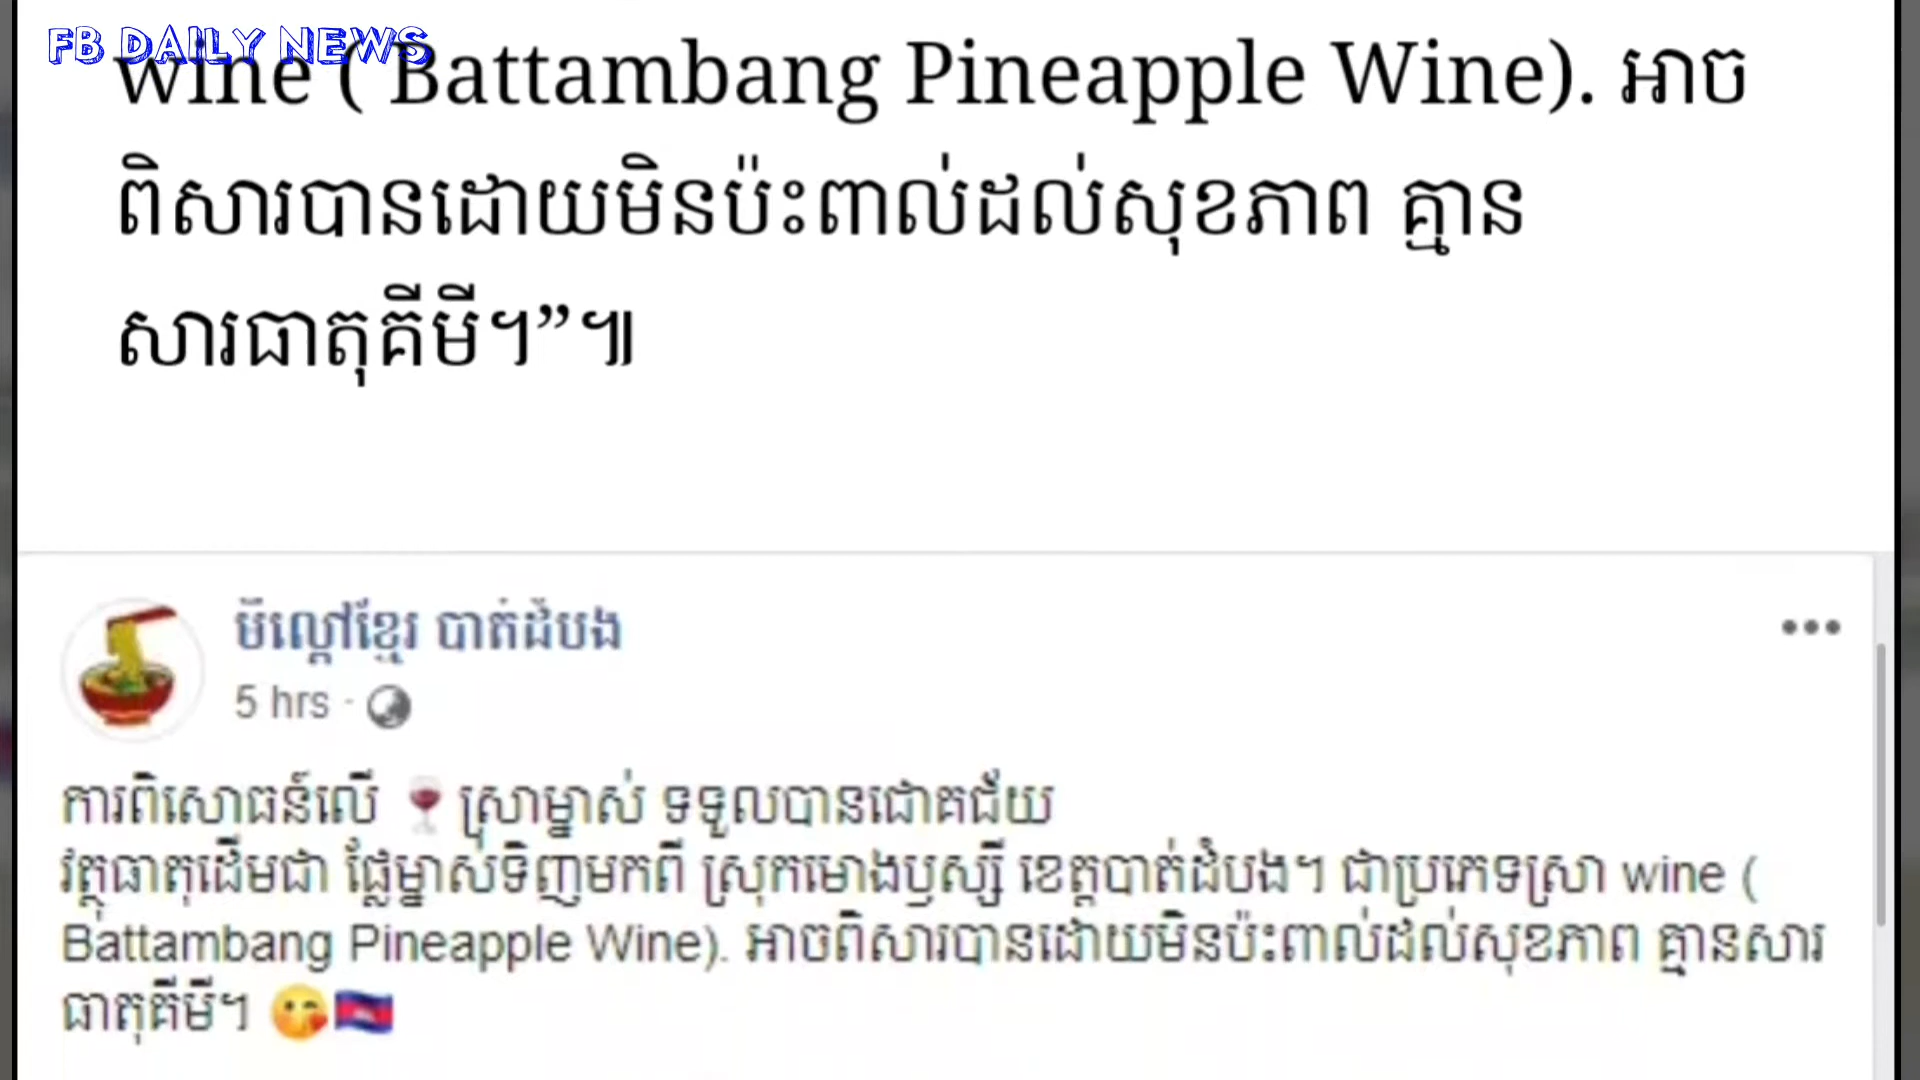 FB DAILY NEWS
wine ( Battambang Pineapple Wine). អាច
ពិសារបានដោយមិនប៉ះពាល់ដល់សុខភាព គ្មាន
សារធាតុគីមី។”៕
មីល្តៅខ្មែរ បាត់ដំបង
5 hrs ·
ការពិសោធន៍លើ 🍷 ស្រាម្នាស់ ទទួលបានជោគជ័យ
វត្ថុធាតុដើមជា ផ្លែម្នាស់ទិញមកពី ស្រុកមោងឫស្សី ខេត្តបាត់ដំបង។ ជាប្រភេទស្រា wine (
Battambang Pineapple Wine). អាចពិសារបានដោយមិនប៉ះពាល់ដល់សុខភាព គ្មានសារ
ធាតុគីមី។ 😘🇰🇭